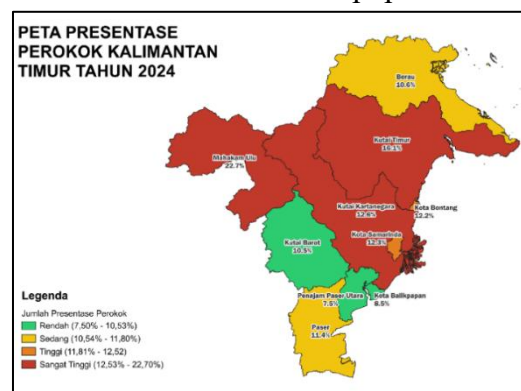 PETA PRESENTASE
PEROKOK KALIMANTAN
TIMUR TAHUN 2024
Berau
10.6%
Kutai Timur
16.1%
Mahakam Ulu
22.7%
Kutai Kartanegara
12.6%
Kota Bontang
12.2%
Kota Samarinda
12.3%
Kutai Barat
10.5%
Penajam Paser Utara
7.5%
Kota Balikpapan
8.5%
Paser
11.4%
Legenda
Jumlah Presentase Perokok
Rendah (7,50% - 10,53%)
Sedang (10,54% - 11,80%)
Tinggi (11,81% - 12,52)
Sangat Tinggi (12,53% - 22,70%)